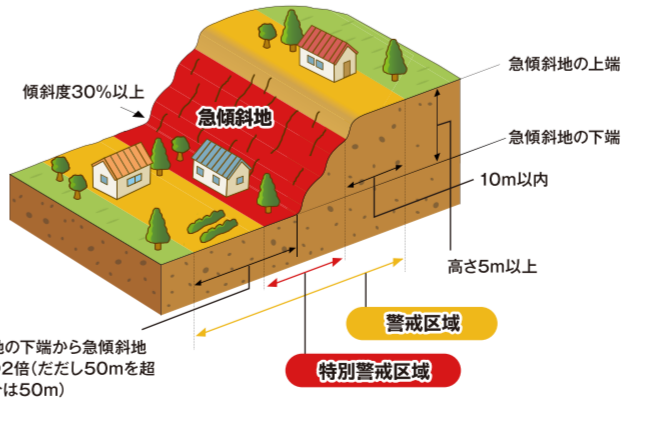 急傾斜地の上端
傾斜度30%以上
急傾斜地
急傾斜地の下端
10m以内
高さ5m以上
警戒区域
特別警戒区域
の下端から急傾斜地
2倍(だだし50mを超
は50m)